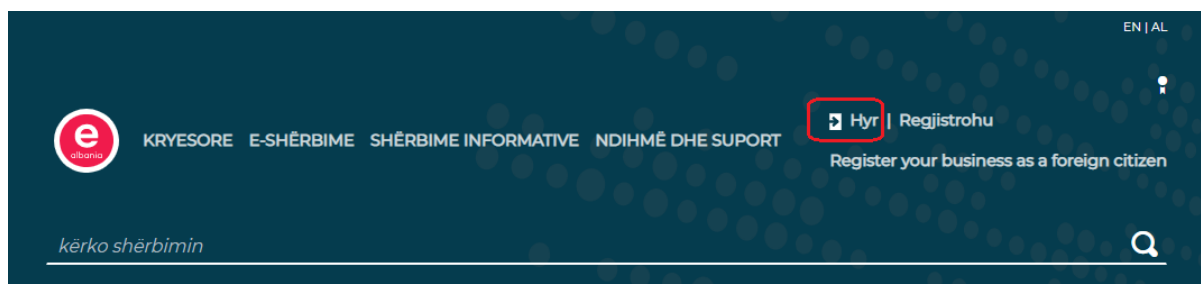 EN | AL
e
albania
KRYESORE E-SHËRBIME SHËRBIME INFORMATIVE NDIHMË DHE SUPORT
Hyr | Regjistrohu
Register your business as a foreign citizen
kërko shërbimin